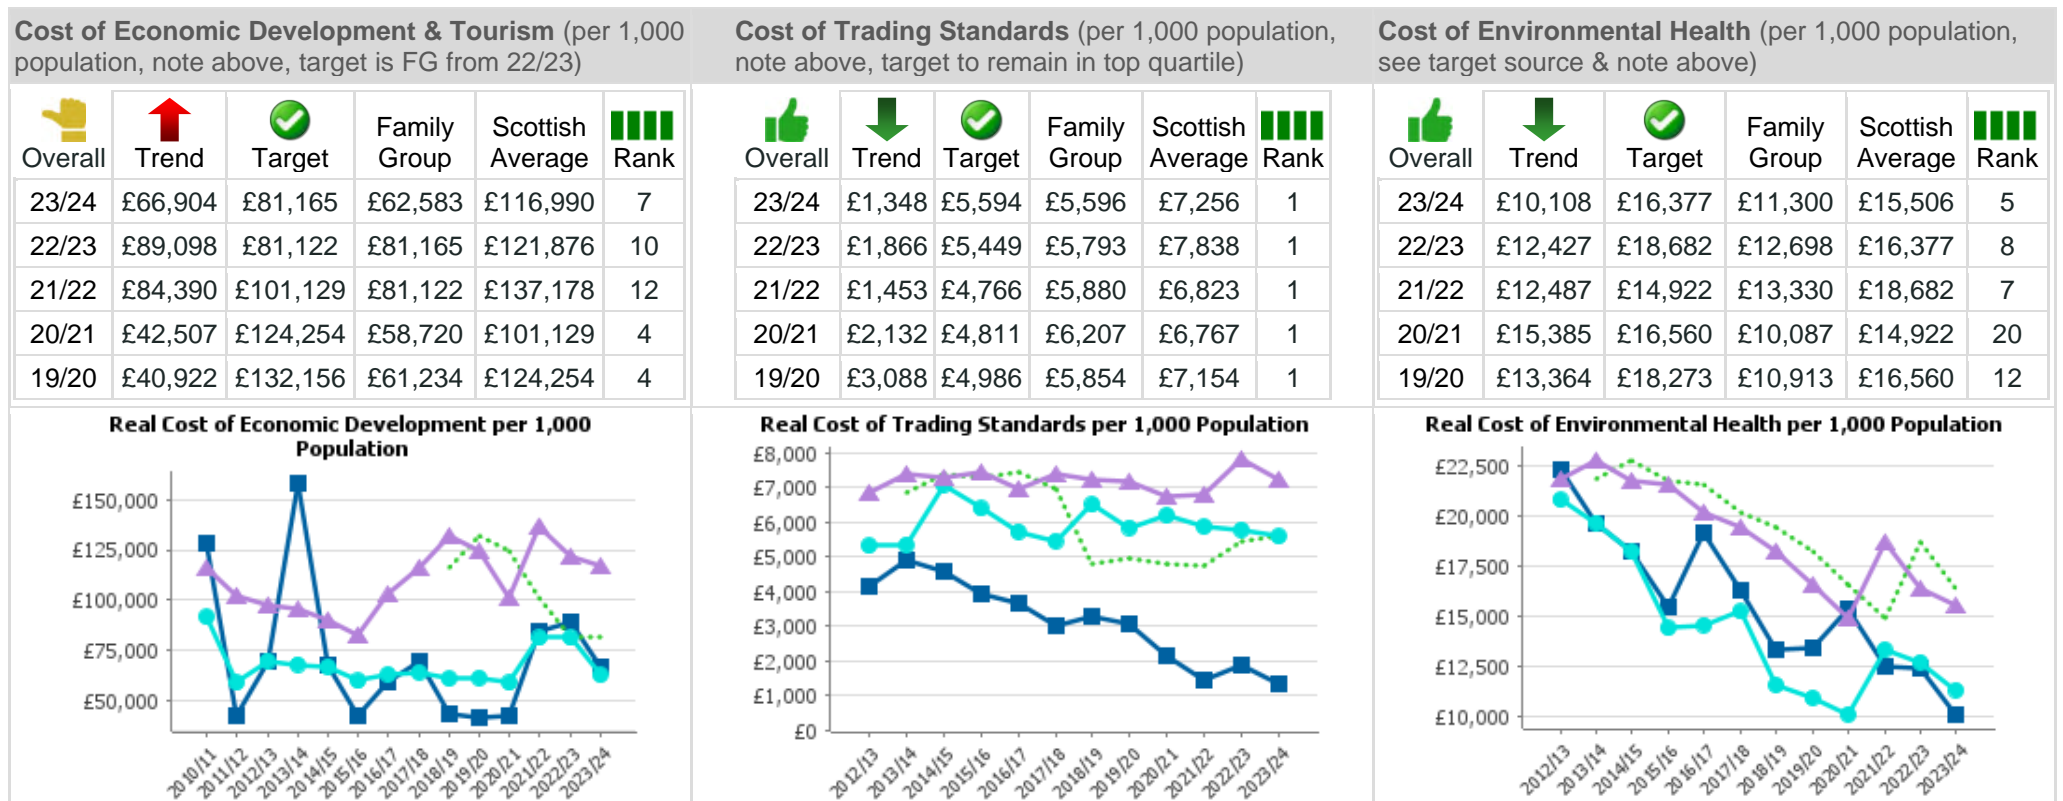 Cost of Economic Development & Tourism (per 1,000
population, note above, target is FG from 22/23)
Overall Trend Target Family Group Scottish Average Rank
23/24 £66,904 £81,165 £62,583 £116,990 7
22/23 £89,098 £81,122 £81,165 £121,876 10
21/22 £84,390 £101,129 £81,122 £137,178 12
20/21 £42,507 £124,254 £58,720 £101,129 4
19/20 £40,922 £132,156 £61,234 £124,254 4
Real Cost of Economic Development per 1,000
Population
£150,000
£125,000
£100,000
£75,000
£50,000
2010/11 2011/12 2012/13 2013/14 2014/15 2015/16 2016/17 2017/18 2018/19 2019/20 2020/21 2021/22 2022/23 2023/24
Cost of Trading Standards (per 1,000 population,
note above, target to remain in top quartile)
Overall Trend Target Family Group Scottish Average Rank
23/24 £1,348 £5,594 £5,596 £7,256 1
22/23 £1,866 £5,449 £5,793 £7,838 1
21/22 £1,453 £4,766 £5,880 £6,823 1
20/21 £2,132 £4,811 £6,207 £6,767 1
19/20 £3,088 £4,986 £5,854 £7,154 1
Real Cost of Trading Standards per 1,000 Population
£8,000
£7,000
£6,000
£5,000
£4,000
£3,000
£2,000
£1,000
£0
2012/13 2013/14 2014/15 2015/16 2016/17 2017/18 2018/19 2019/20 2020/21 2021/22 2022/23 2023/24
Cost of Environmental Health (per 1,000 population,
see target source & note above)
Overall Trend Target Family Group Scottish Average Rank
23/24 £10,108 £16,377 £11,300 £15,506 5
22/23 £12,427 £18,682 £12,698 £16,377 8
21/22 £12,487 £14,922 £13,330 £18,682 7
20/21 £15,385 £16,560 £10,087 £14,922 20
19/20 £13,364 £18,273 £10,913 £16,560 12
Real Cost of Environmental Health per 1,000 Population
£22,500
£20,000
£17,500
£15,000
£12,500
£10,000
2012/13 2013/14 2014/15 2015/16 2016/17 2017/18 2018/19 2019/20 2020/21 2021/22 2022/23 2023/24